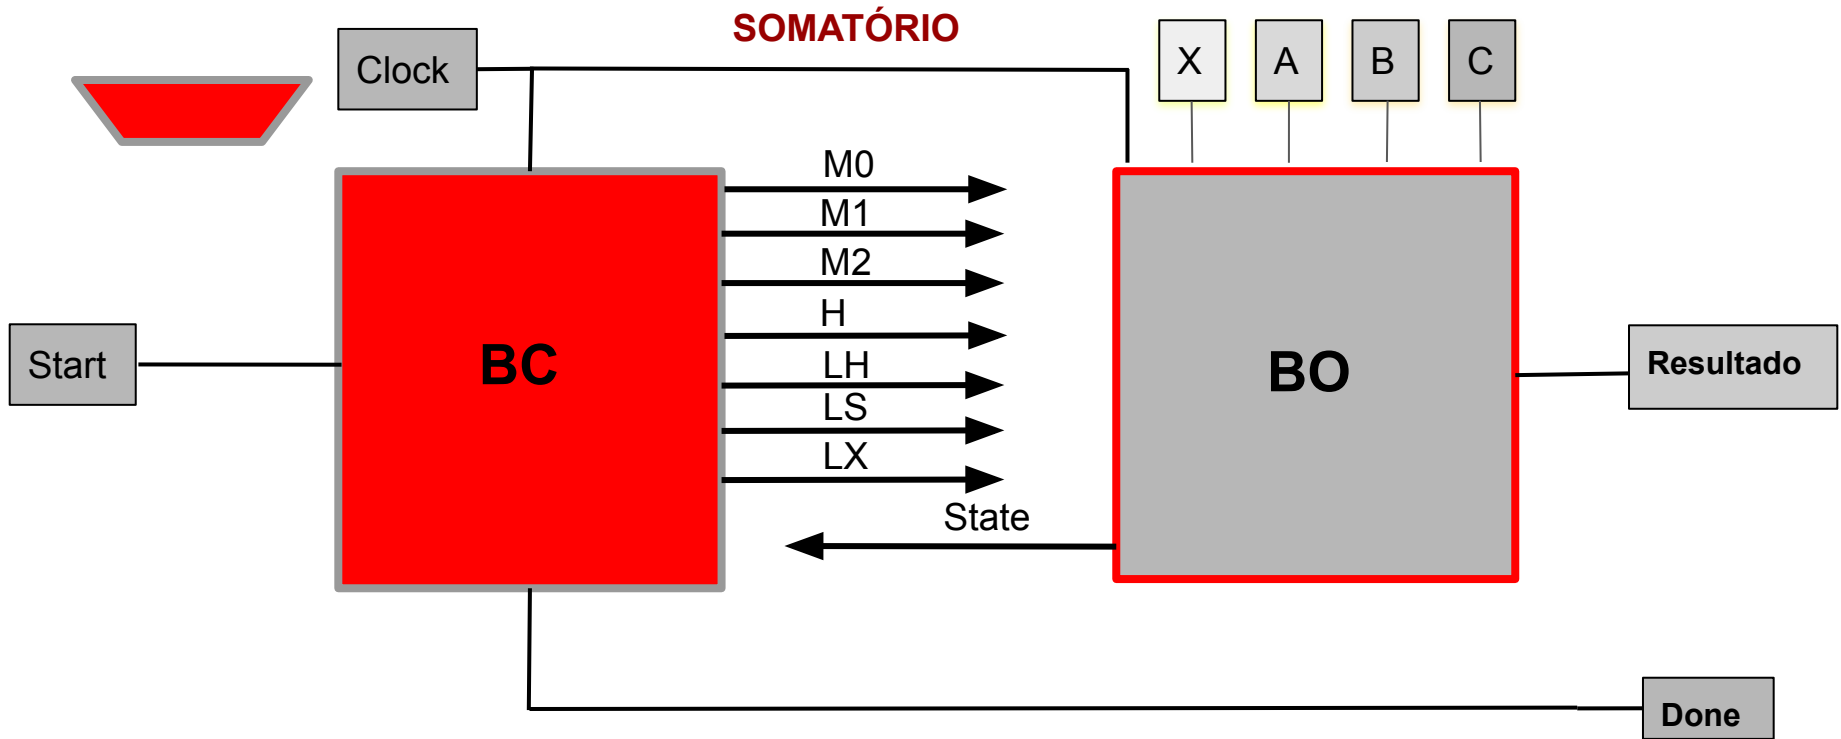 SOMATÓRIO
Clock
X
A
B
C
M0
M1
M2
H
LH
LS
LX
State
Start
BC
BO
Resultado
Done